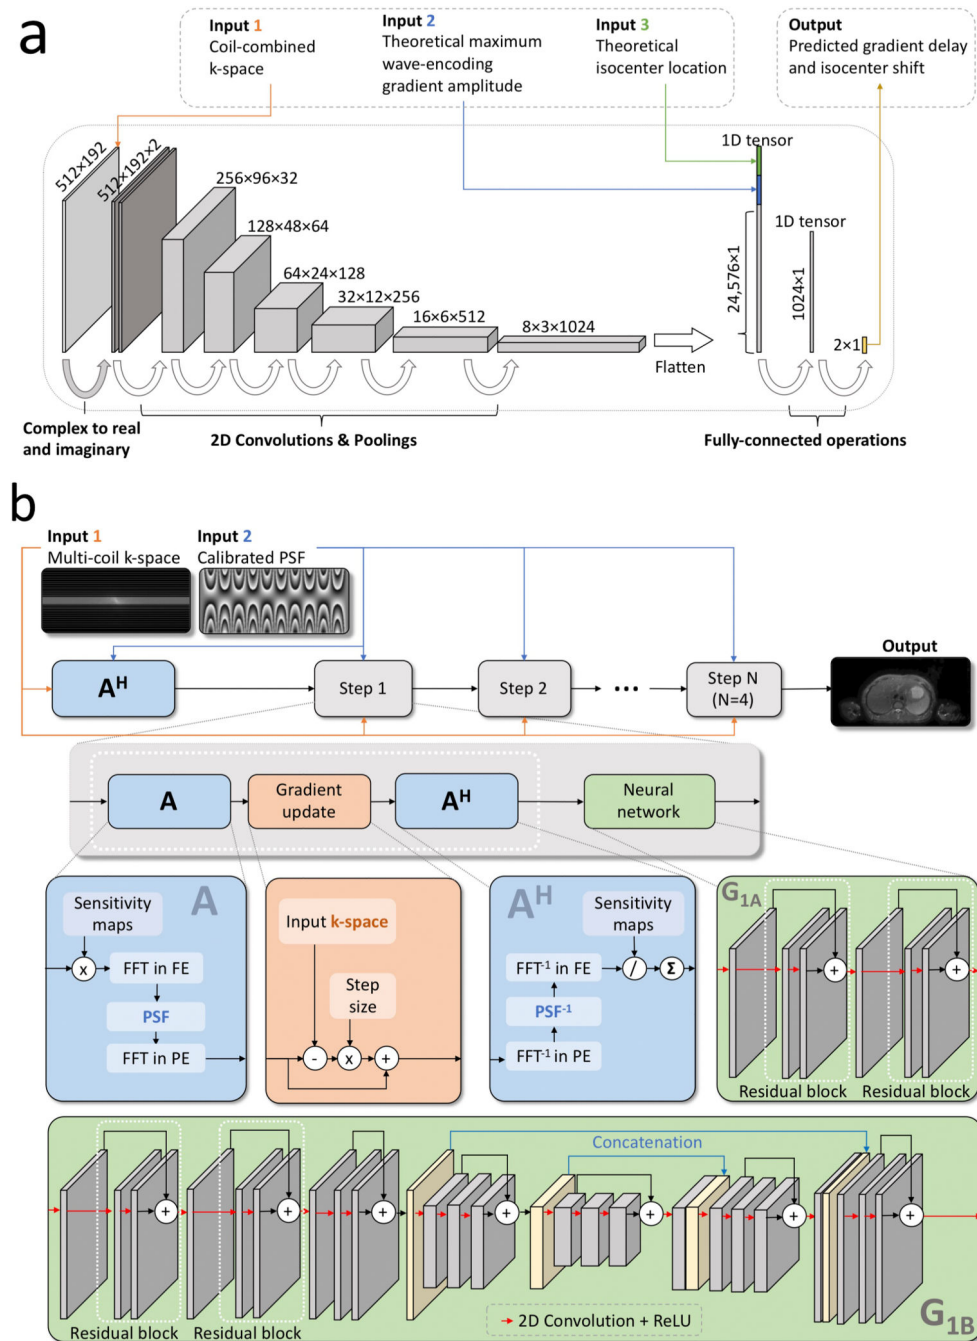 a
Input 1
Coil-combined
k-space
Input 2
Theoretical maximum
wave-encoding
gradient amplitude
Input 3
Theoretical
isocenter location
Output
Predicted gradient delay
and isocenter shift
512×192
512×192×2
256×96×32
128×48×64
64×24×128
32×12×256
16×6×512
8×3×1024
Flatten
1D tensor
24,576×1
1D tensor
1024×1
2×1
Complex to real
and imaginary
2D Convolutions & Poolings
Fully-connected operations
b
Input 1
Multi-coil k-space
Input 2
Calibrated PSF
Output
A^H
Step 1
Step 2
...
Step N
(N=4)
A
Gradient
update
A^H
Neural
network
A
Sensitivity
maps
x
FFT in FE
PSF
FFT in PE
Input k-space
Step
size
-
x
+
A^H
Sensitivity
maps
FFT⁻¹ in FE
/
Σ
PSF⁻¹
FFT⁻¹ in PE
G1A
+
+
Residual block
Residual block
Concatenation
+
+
+
+
+
+
+
Residual block
Residual block
2D Convolution + ReLU
G1B